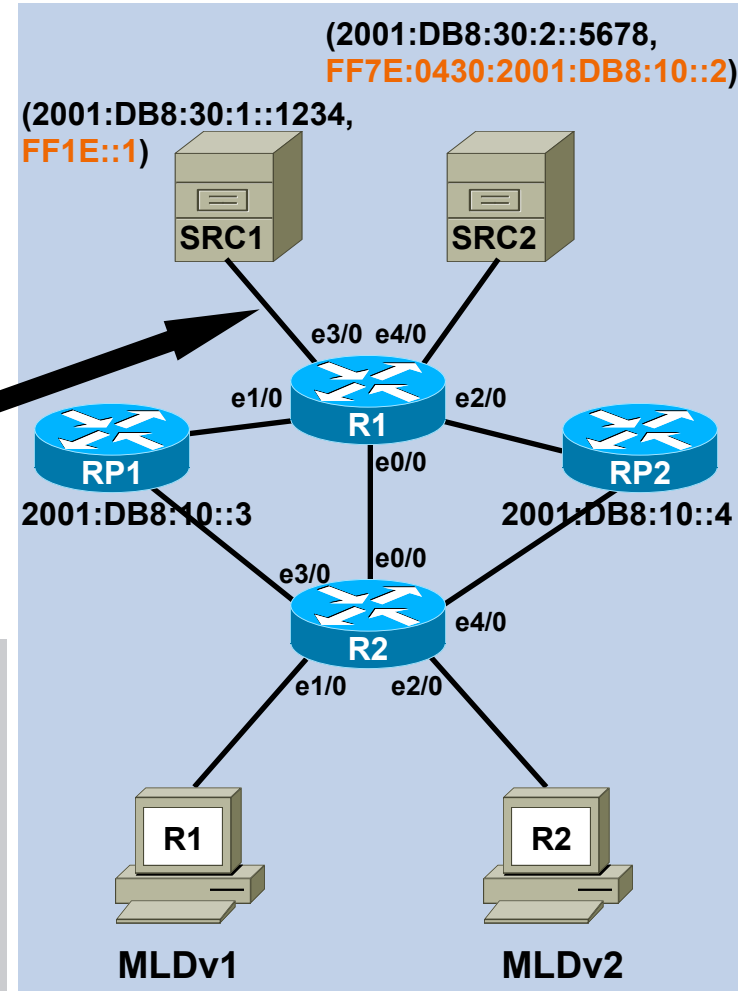 (2001:DB8:30:2::5678,
FF7E:0430:2001:DB8:10::2)
(2001:DB8:30:1::1234,
FF1E::1)
SRC1
SRC2
e3/0
e4/0
e1/0
e2/0
R1
e0/0
RP1
RP2
2001:DB8:10::3
2001:DB8:10::4
e0/0
e3/0
e4/0
R2
e1/0
e2/0
R1
R2
MLDv1
MLDv2